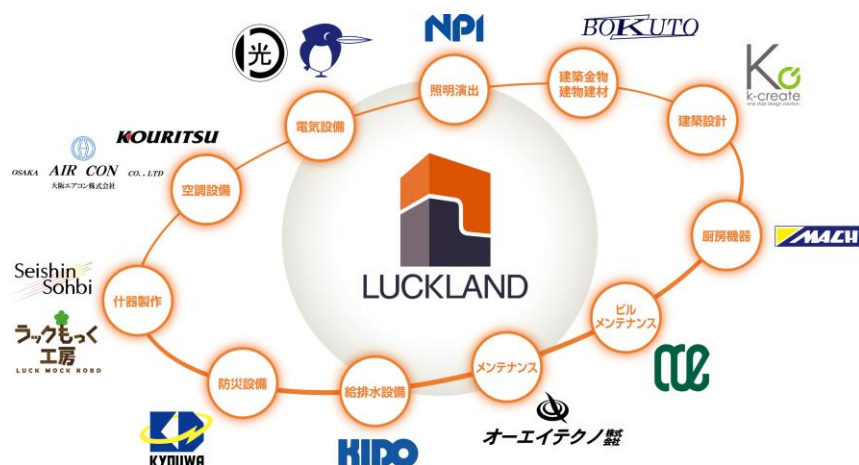 光
NPI
BOKUTO
K
k-create
one stop design solution.
照明演出
建築金物
建物建材
建築設計
電気設備
KOURITSU
OSAKA AIR CON CO.,LTD
大阪エアコン株式会社
空調設備
厨房機器
MACH
LUCKLAND
Seishin
Sohbi
什器製作
ビル
メンテナンス
ラックもっく
工房
LUCK MOCK KOBO
防災設備
給排水設備
メンテナンス
オーエイテクノ株式会社
KYOUWA
KIDO